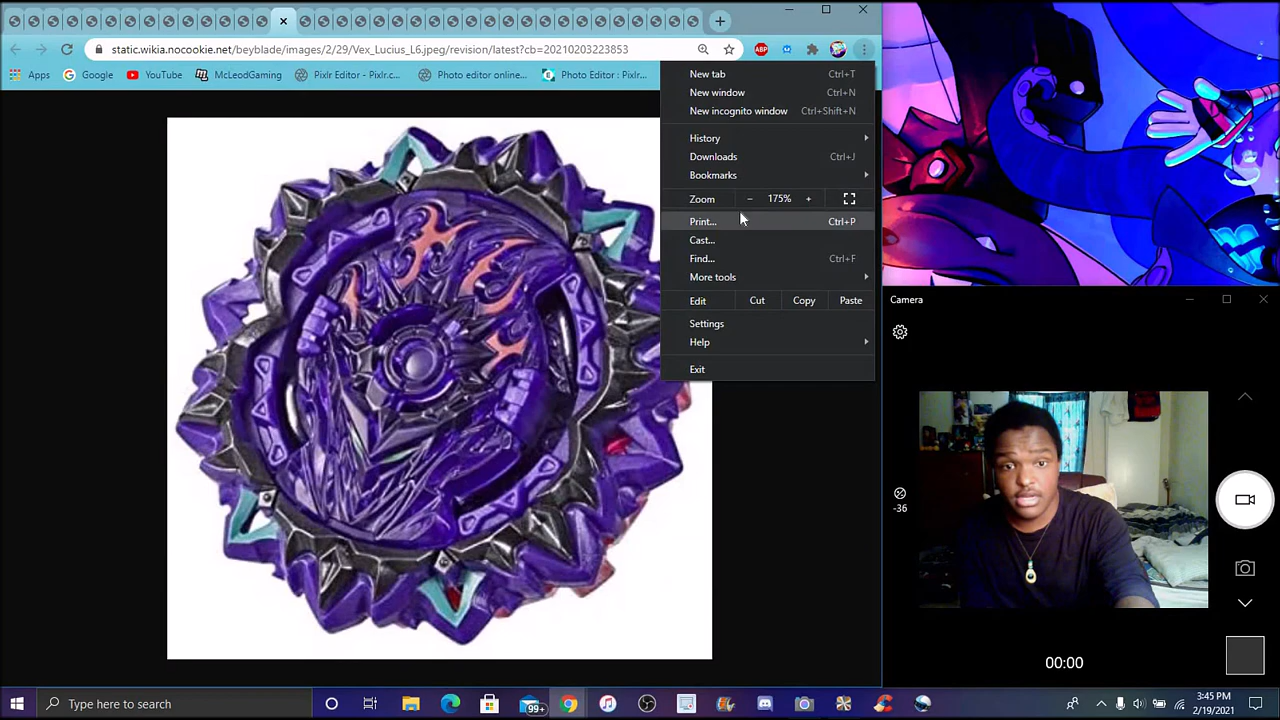 static.wikia.nocookie.net/beyblade/images/2/29/Vex_Lucius_L6.jpeg/revision/latest?cb=20210203223853
ABP
Apps
Google
YouTube
McLeodGaming
Pixlr Editor - Pixlr.c...
Photo editor online...
Photo Editor : Pixlr...
New tab Ctrl+T
New window Ctrl+N
New incognito window Ctrl+Shift+N
History
Downloads Ctrl+J
Bookmarks
Zoom - 175% +
Print... Ctrl+P
Cast...
Find... Ctrl+F
More tools
Edit Cut Copy Paste
Settings
Help
Exit
Camera
-36
00:00
Type here to search
99+
3:45 PM
2/19/2021